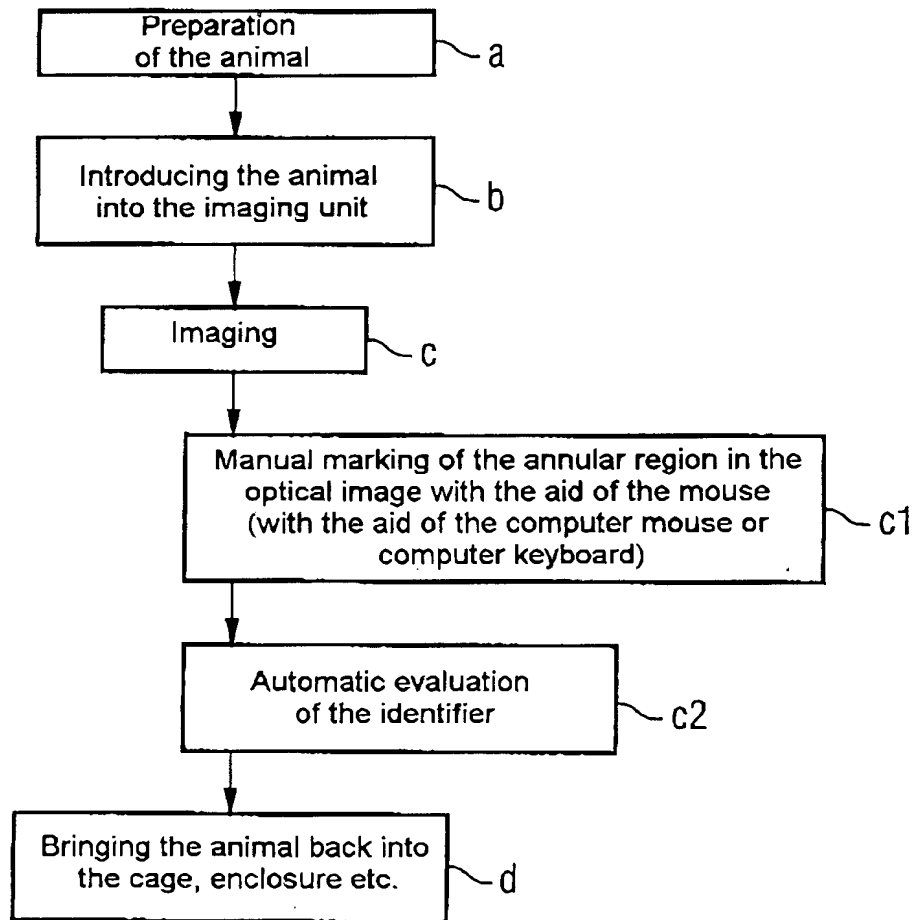 Preparation
of the animal
a
Introducing the animal
into the imaging unit
b
Imaging
c
Manual marking of the annular region in the
optical image with the aid of the mouse
(with the aid of the computer mouse or
computer keyboard)
c1
Automatic evaluation
of the identifier
c2
Bringing the animal back into
the cage, enclosure etc.
d